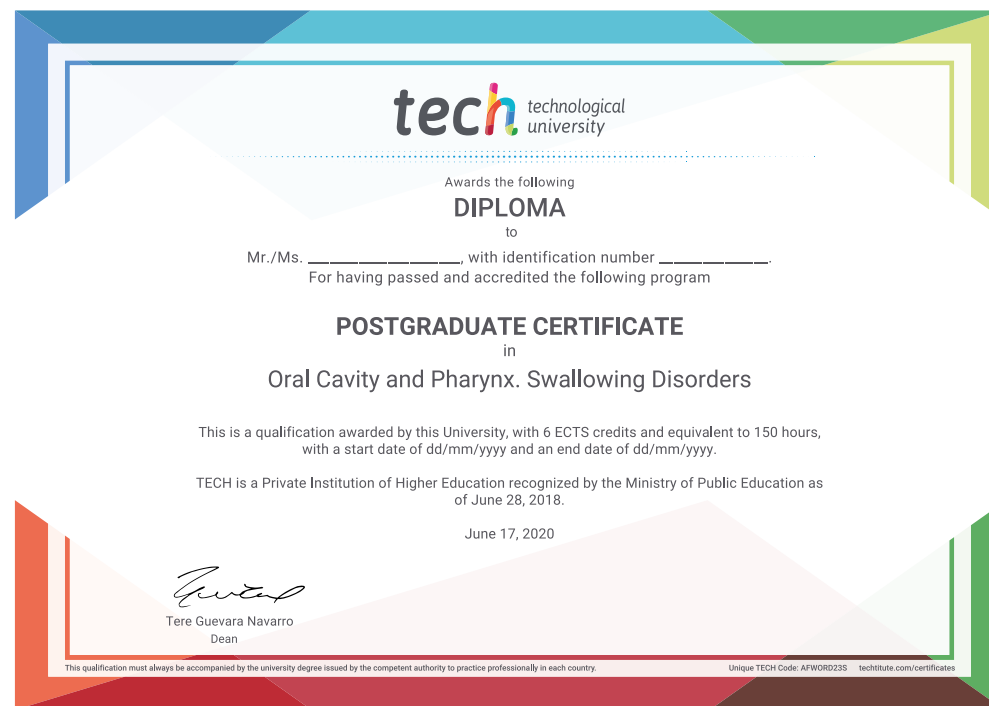 tech technological
university
Awards the following
DIPLOMA
to
Mr./Ms. ____________________, with identification number ______________.
For having passed and accredited the following program
POSTGRADUATE CERTIFICATE
in
Oral Cavity and Pharynx. Swallowing Disorders
This is a qualification awarded by this University, with 6 ECTS credits and equivalent to 150 hours,
with a start date of dd/mm/yyyy and an end date of dd/mm/yyyy.
TECH is a Private Institution of Higher Education recognized by the Ministry of Public Education as
of June 28, 2018.
June 17, 2020
Tere Guevara Navarro
Dean
This qualification must always be accompanied by the university degree issued by the competent authority to practice professionally in each country.
Unique TECH Code: AFWORD23S techtitute.com/certificates